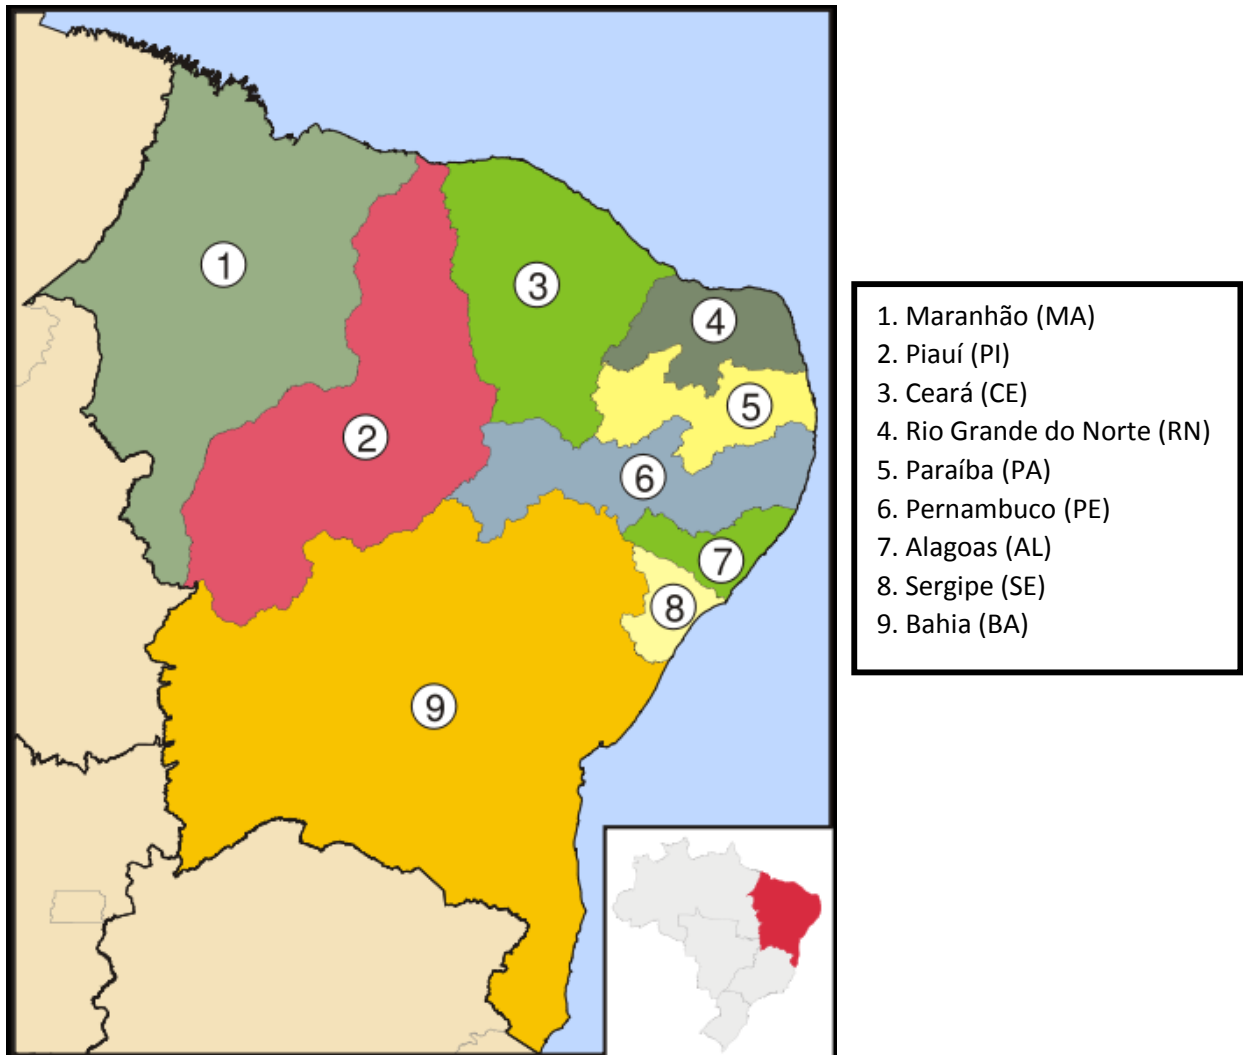 1
2
3
4
5
6
7
8
9
1. Maranhão (MA)
2. Piauí (PI)
3. Ceará (CE)
4. Rio Grande do Norte (RN)
5. Paraíba (PA)
6. Pernambuco (PE)
7. Alagoas (AL)
8. Sergipe (SE)
9. Bahia (BA)